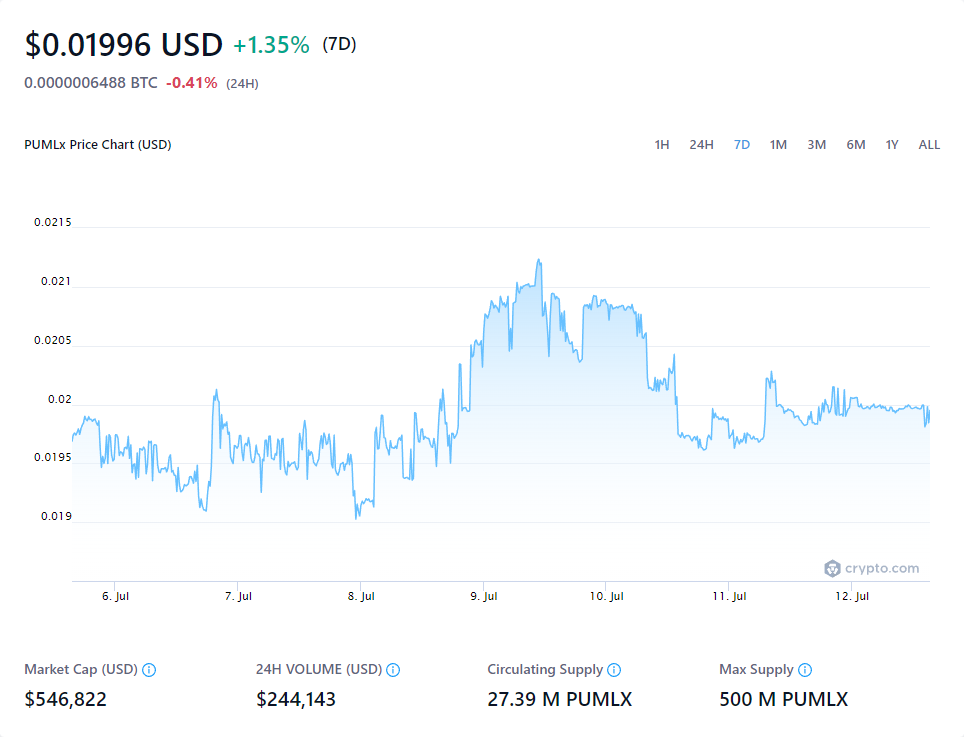 $0.01996 USD +1.35% (7D)
0.0000006488 BTC -0.41% (24H)
PUMLx Price Chart (USD) 1H 24H 7D 1M 3M 6M 1Y ALL
0.0215
0.021
0.0205
0.02
0.0195
0.019
crypto.com
6. Jul 7. Jul 8. Jul 9. Jul 10. Jul 11. Jul 12. Jul
Market Cap (USD) 24H VOLUME (USD) Circulating Supply Max Supply
$546,822 $244,143 27.39 M PUMLX 500 M PUMLX